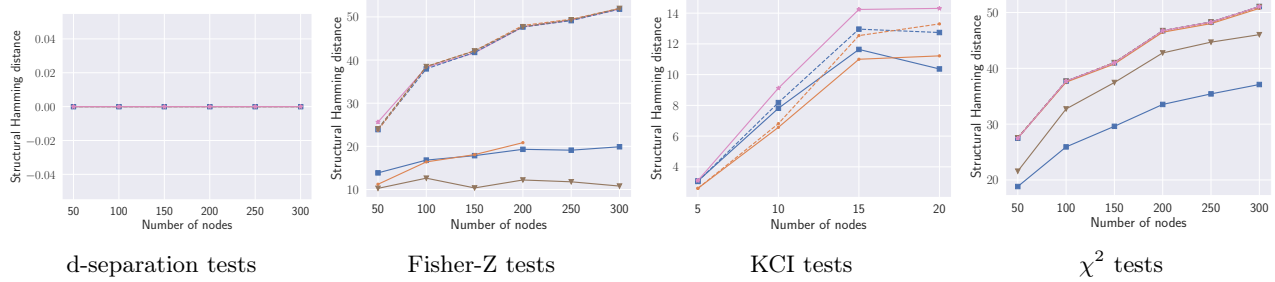 Structural Hamming distance
0.04
0.02
0.00
−0.02
−0.04
50 100 150 200 250 300
Number of nodes
d-separation tests
Structural Hamming distance
50
40
30
20
10
50 100 150 200 250 300
Number of nodes
Fisher-Z tests
Structural Hamming distance
14
12
10
8
6
4
5 10 15 20
Number of nodes
KCI tests
Structural Hamming distance
50
40
30
20
50 100 150 200 250 300
Number of nodes
χ² tests